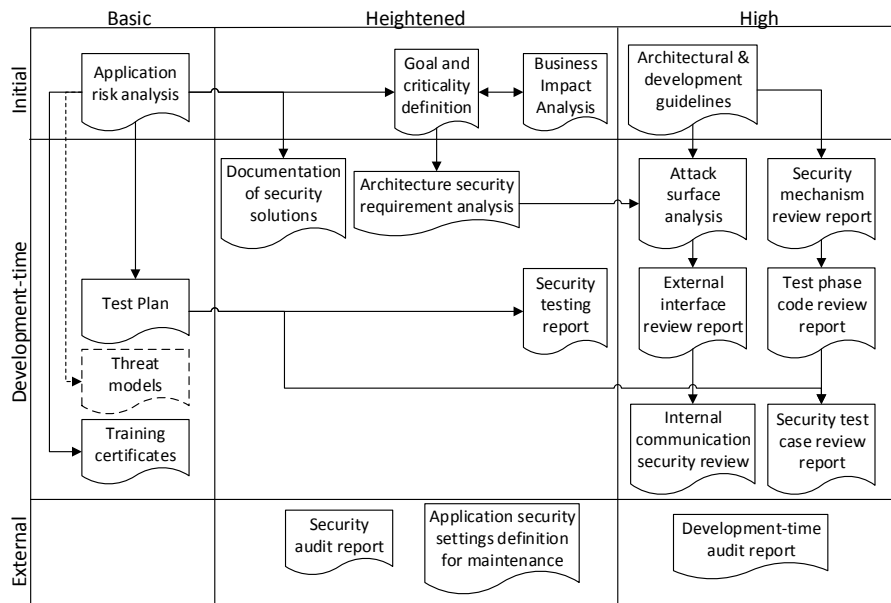 Basic
Heightened
High
Initial
Application
risk analysis
Goal and
criticality
definition
Business
Impact
Analysis
Architectural &
development
guidelines
Development-time
Documentation
of security
solutions
Architecture security
requirement analysis
Attack
surface
analysis
Security
mechanism
review report
Test Plan
Security
testing
report
External
interface
review report
Test phase
code review
report
Threat
models
Training
certificates
Internal
communication
security review
Security test
case review
report
External
Security
audit report
Application security
settings definition
for maintenance
Development-time
audit report